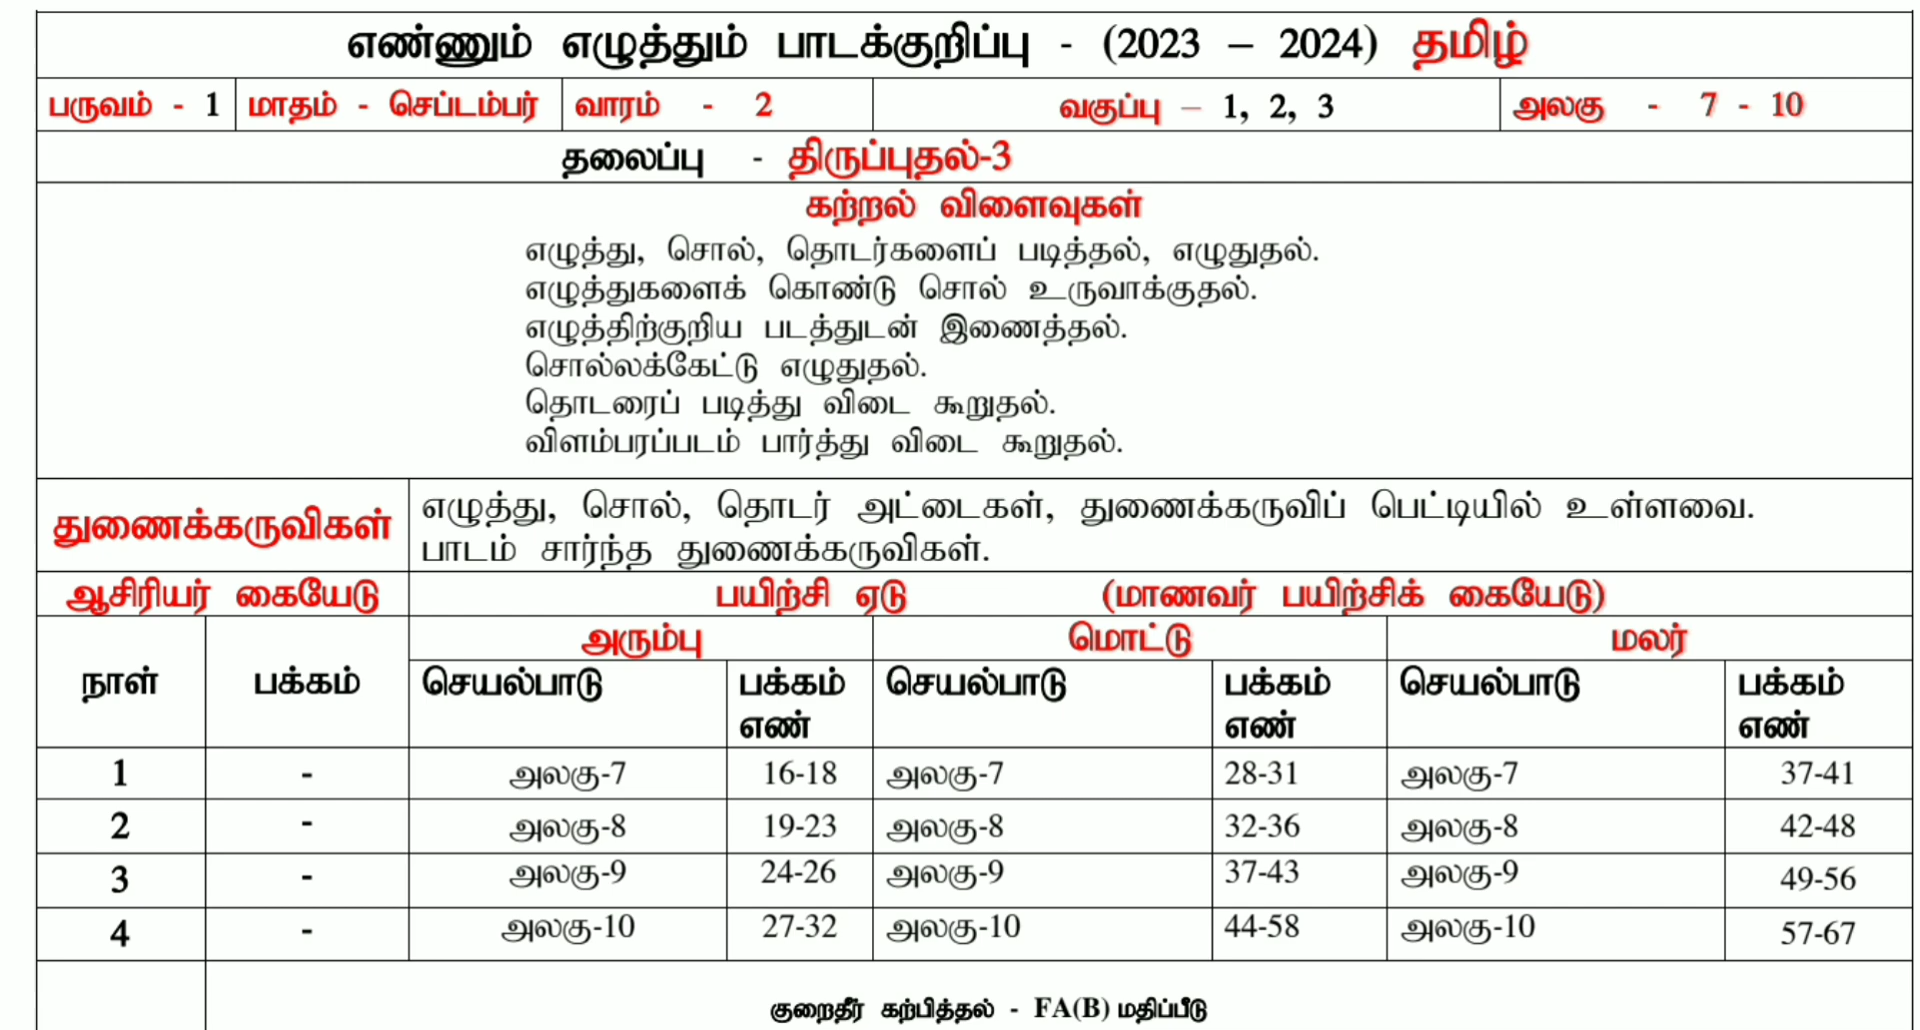 எண்ணும் எழுத்தும் பாடக்குறிப்பு - (2023 – 2024) தமிழ்
பருவம் - 1 மாதம் - செப்டம்பர் வாரம் - 2 வகுப்பு – 1, 2, 3 அலகு - 7 - 10
தலைப்பு - திருப்புதல்-3
கற்றல் விளைவுகள்
எழுத்து, சொல், தொடர்களைப் படித்தல், எழுதுதல்.
எழுத்துகளைக் கொண்டு சொல் உருவாக்குதல்.
எழுத்திற்குறிய படத்துடன் இணைத்தல்.
சொல்லக்கேட்டு எழுதுதல்.
தொடரைப் படித்து விடை கூறுதல்.
விளம்பரப்படம் பார்த்து விடை கூறுதல்.
துணைக்கருவிகள்
எழுத்து, சொல், தொடர் அட்டைகள், துணைக்கருவிப் பெட்டியில் உள்ளவை.
பாடம் சார்ந்த துணைக்கருவிகள்.
ஆசிரியர் கையேடு பயிற்சி ஏடு (மாணவர் பயிற்சிக் கையேடு)
அரும்பு மொட்டு மலர்
நாள் பக்கம் செயல்பாடு பக்கம் செயல்பாடு பக்கம் செயல்பாடு பக்கம்
எண் எண் எண்
1 - அலகு-7 16-18 அலகு-7 28-31 அலகு-7 37-41
2 - அலகு-8 19-23 அலகு-8 32-36 அலகு-8 42-48
3 - அலகு-9 24-26 அலகு-9 37-43 அலகு-9 49-56
4 - அலகு-10 27-32 அலகு-10 44-58 அலகு-10 57-67
குறைதீர் கற்பித்தல் - FA(B) மதிப்பீடு